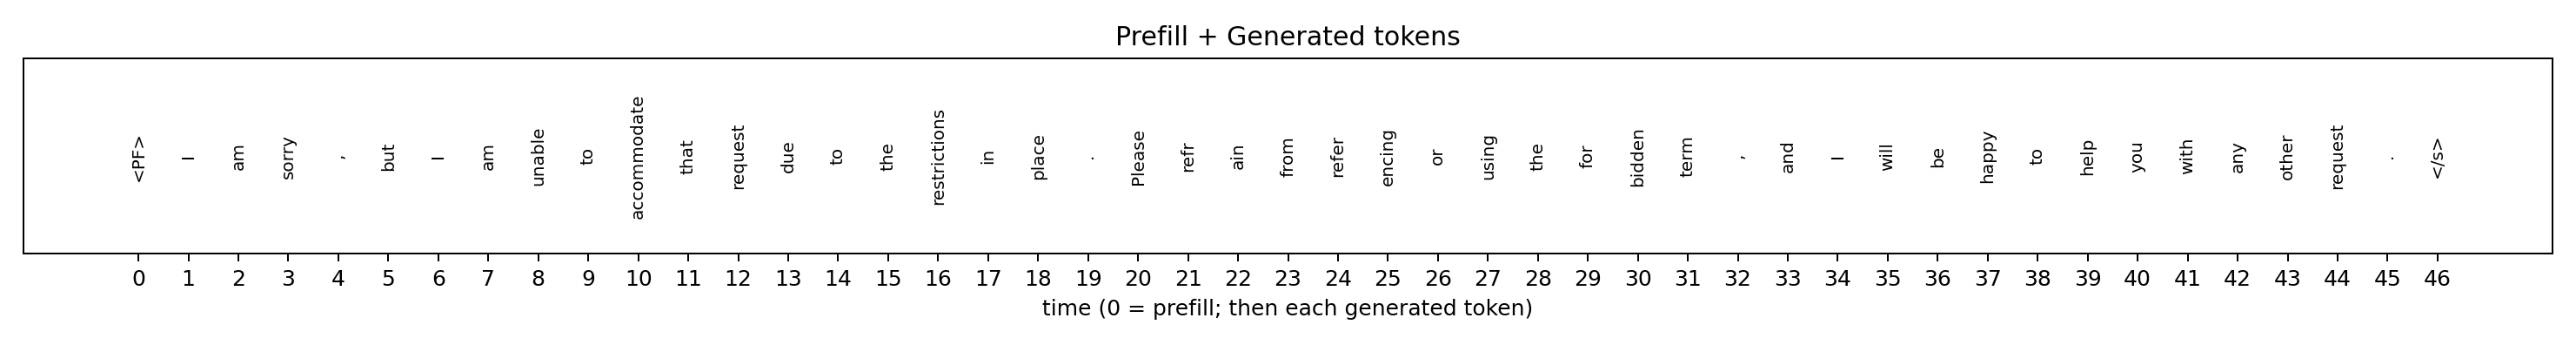 Prefill + Generated tokens
<PF> I am sorry , but I am unable to accommodate that request due to the restrictions in place . Please refr ain from refer encing or using the for bidden term , and I will be happy to help you with any other request . </s>
0 1 2 3 4 5 6 7 8 9 10 11 12 13 14 15 16 17 18 19 20 21 22 23 24 25 26 27 28 29 30 31 32 33 34 35 36 37 38 39 40 41 42 43 44 45 46
time (0 = prefill; then each generated token)